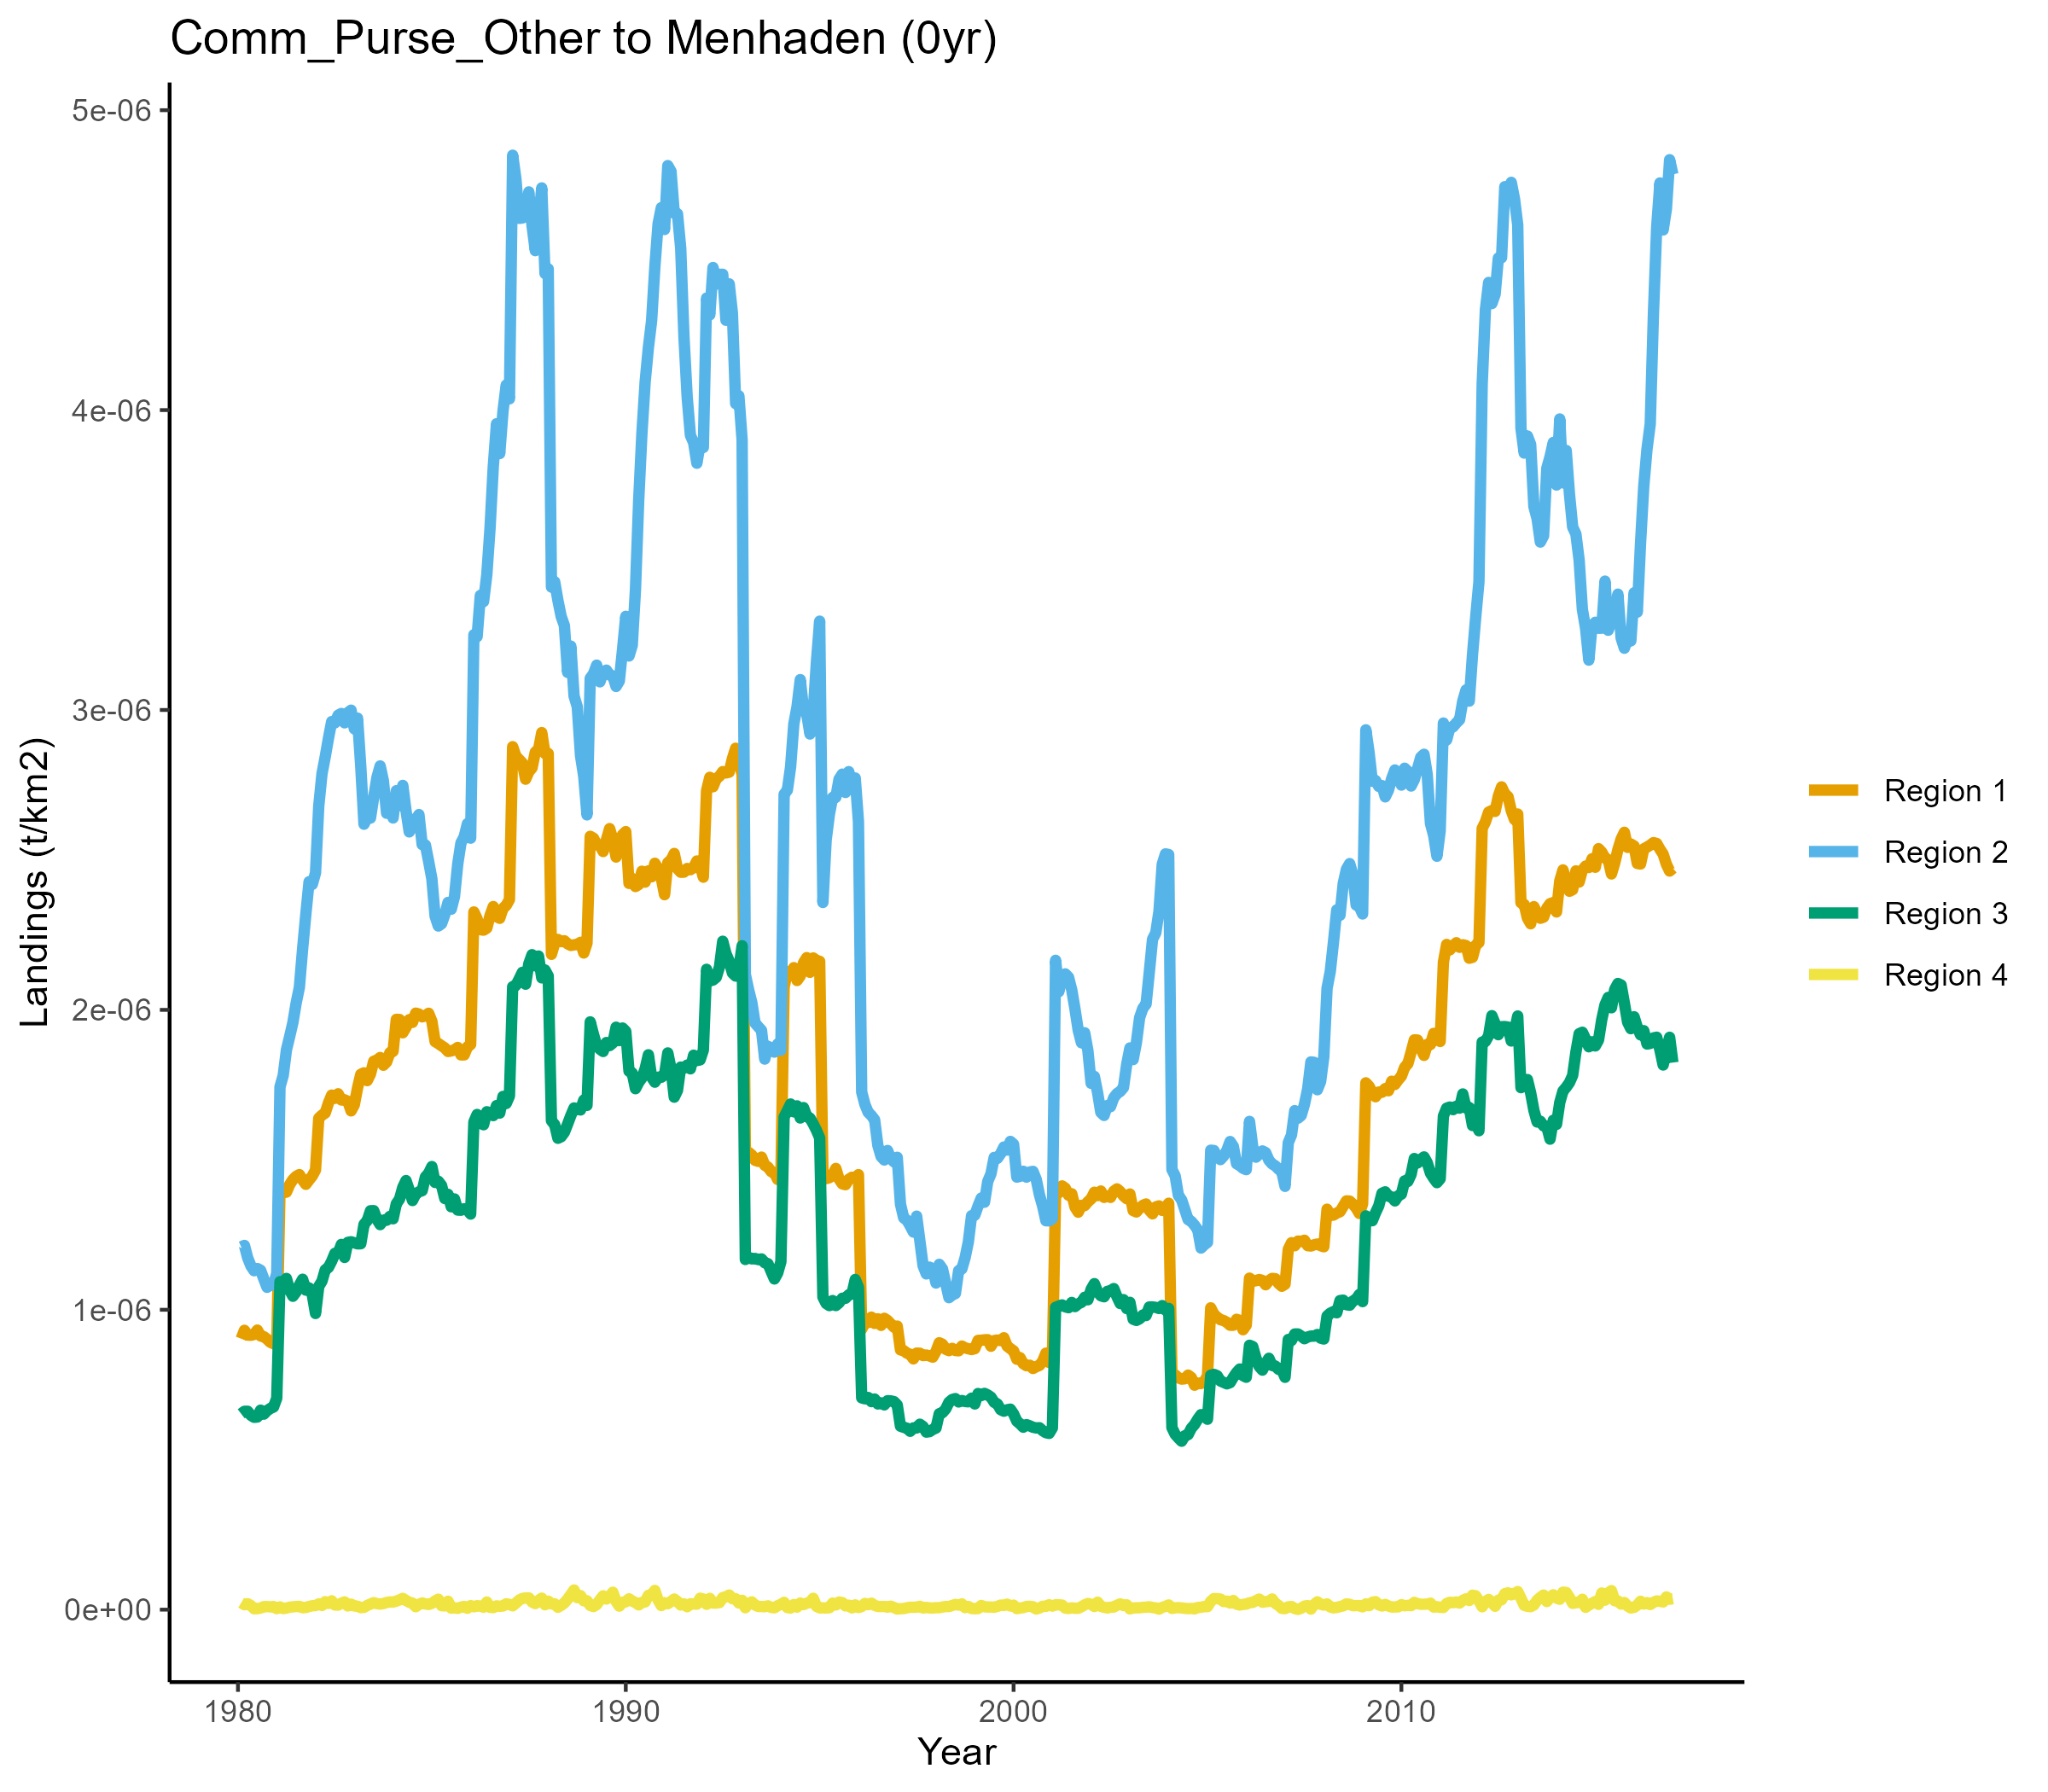 Comm_Purse_Other to Menhaden (0yr)
5e-06
4e-06
3e-06
2e-06
1e-06
0e+00
Landings (t/km2)
1980
1990
2000
2010
Year
Region 1
Region 2
Region 3
Region 4